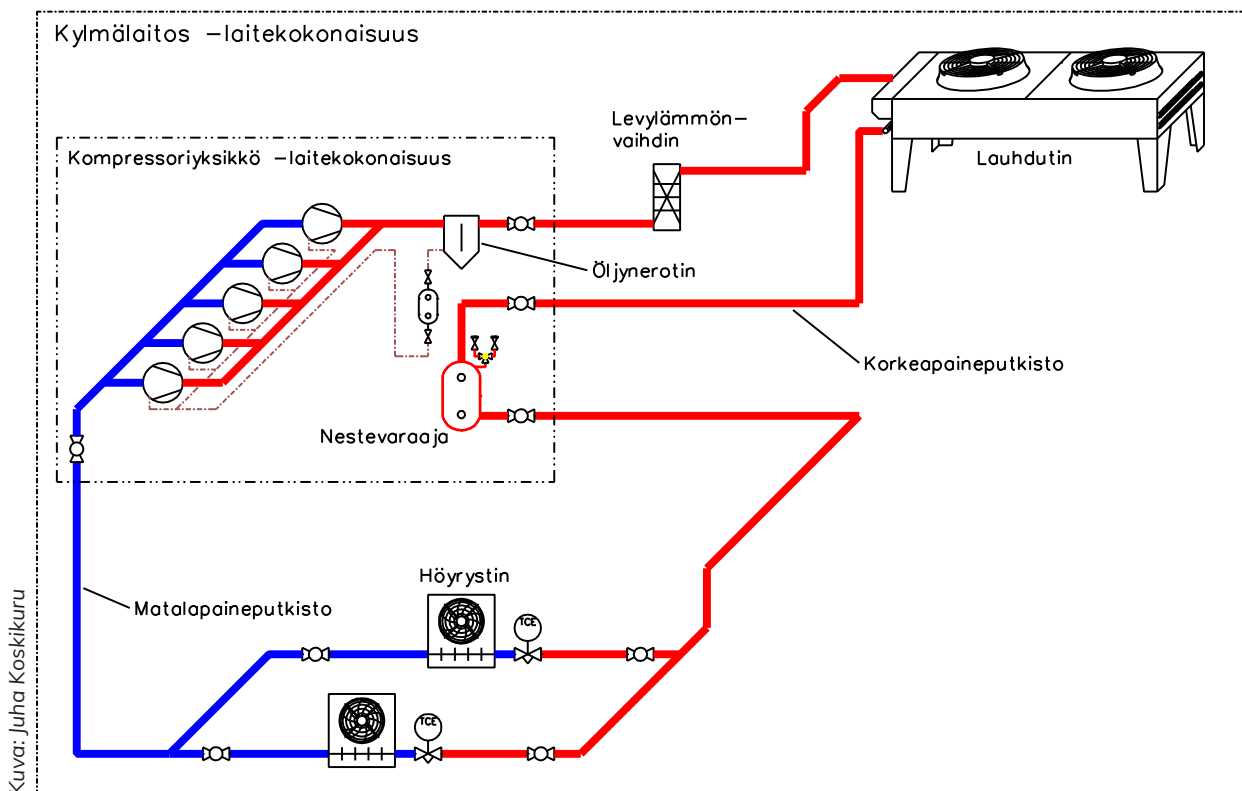 Kylmälaitos -laitekokonaisuus
Levylämmön-
vaihdin
Lauhdutin
Kompressoriyksikkö -laitekokonaisuus
Öljynerotin
Korkeapaineputkisto
Nestevaraaja
Höyrystin
Matalapaineputkisto
TCE
TCE
Kuva: Juha Koskikuru